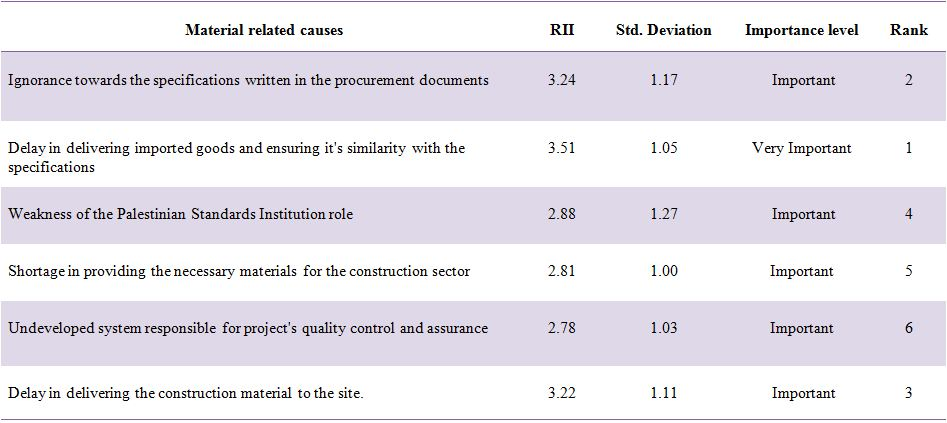 Material related causes RII Std. Deviation Importance level Rank
Ignorance towards the specifications written in the procurement documents 3.24 1.17 Important 2
Delay in delivering imported goods and ensuring it's similarity with the
specifications 3.51 1.05 Very Important 1
Weakness of the Palestinian Standards Institution role 2.88 1.27 Important 4
Shortage in providing the necessary materials for the construction sector 2.81 1.00 Important 5
Undeveloped system responsible for project's quality control and assurance 2.78 1.03 Important 6
Delay in delivering the construction material to the site. 3.22 1.11 Important 3